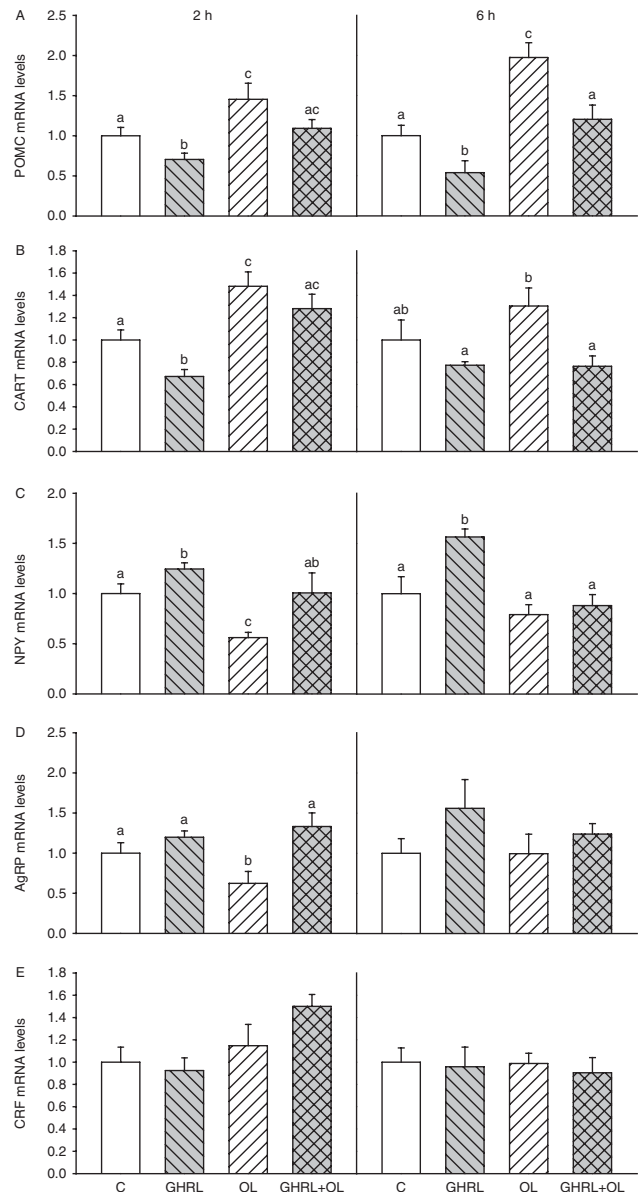 A 2 h 6 h
POMC mRNA levels
2.5
2.0
1.5
1.0
0.5
0.0
a b c ac a b c a
B
CART mRNA levels
1.8
1.6
1.4
1.2
1.0
0.8
0.6
0.4
0.2
0.0
a b c ac ab a b a
C
NPY mRNA levels
2.0
1.5
1.0
0.5
0.0
a b c ab a b a a
D
AgRP mRNA levels
2.5
2.0
1.5
1.0
0.5
0.0
a a b a
E
CRF mRNA levels
1.8
1.6
1.4
1.2
1.0
0.8
0.6
0.4
0.2
0.0
C GHRL OL GHRL+OL C GHRL OL GHRL+OL